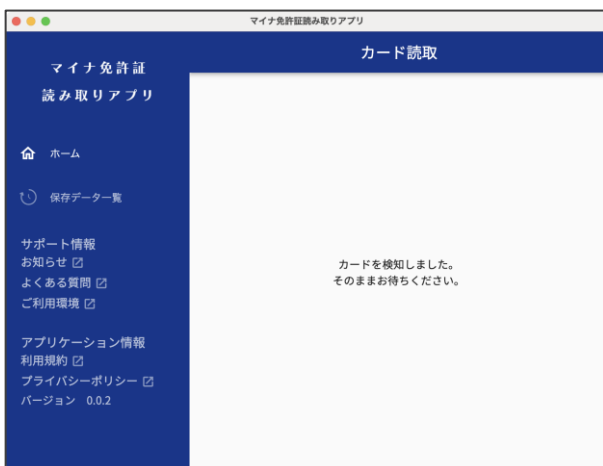 マイナ免許証読み取りアプリ
マイナ免許証
読み取りアプリ
カード読取
ホーム
保存データ一覧
サポート情報
お知らせ
よくある質問
ご利用環境
アプリケーション情報
利用規約
プライバシーポリシー
バージョン 0.0.2
カードを検知しました。
そのままお待ちください。